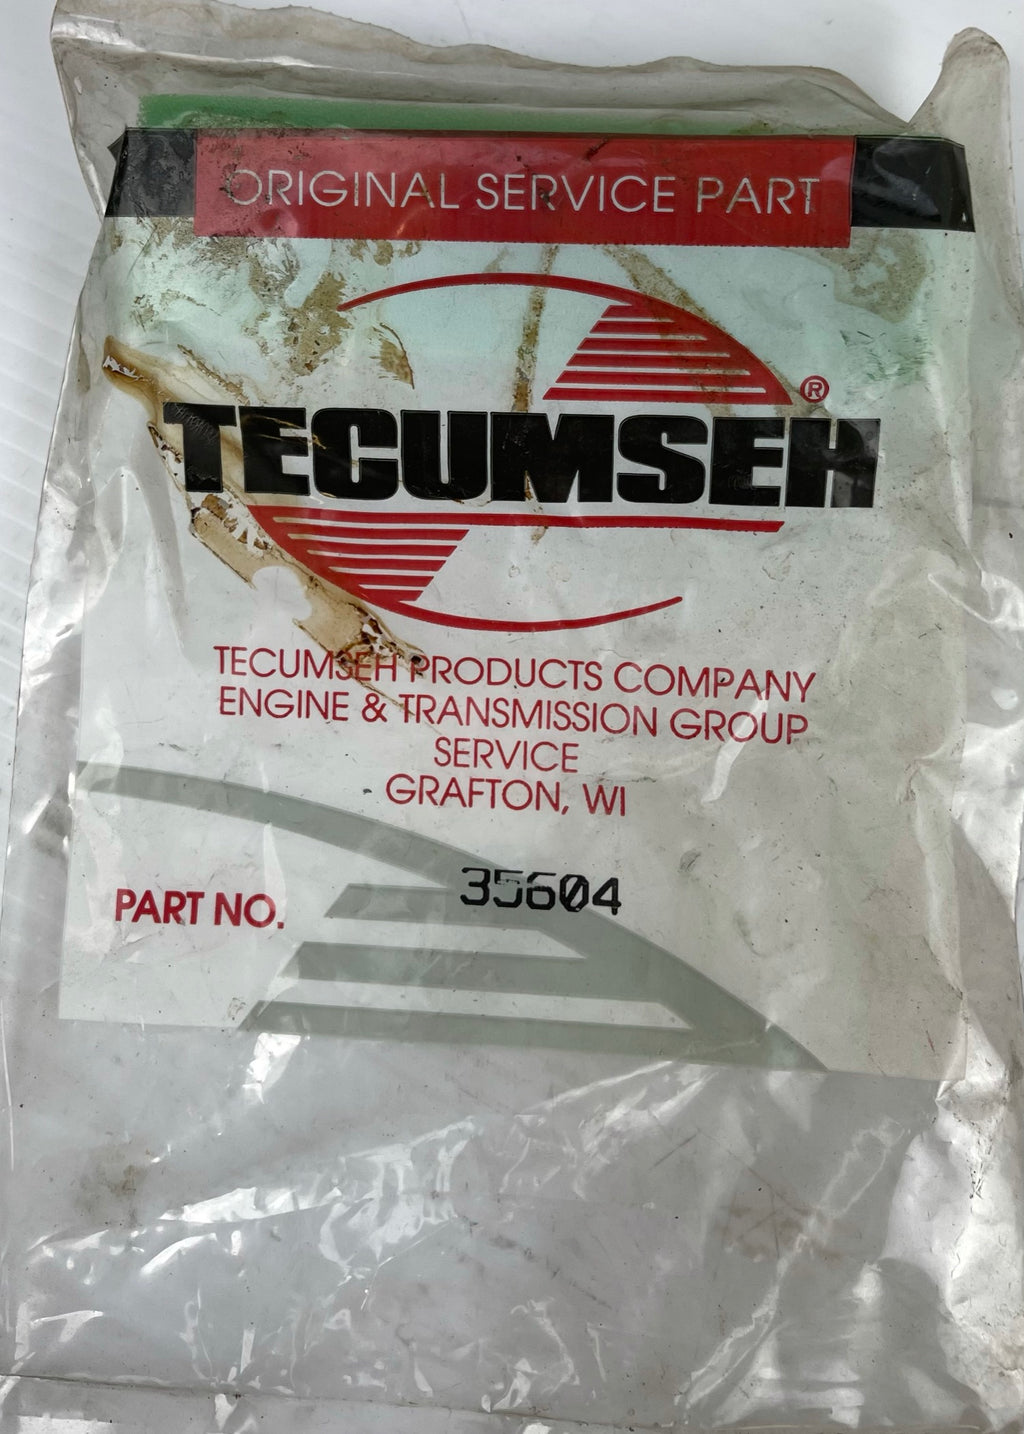 ORIGINAL SERVICE PART
®
TECUMSEH
TECUMSEH PRODUCTS COMPANY
ENGINE & TRANSMISSION GROUP
SERVICE
GRAFTON, WI
PART NO. 35604